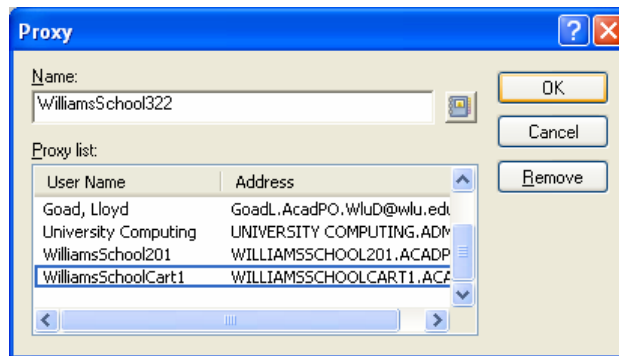 Proxy
Name:
WilliamsSchool322
OK
Cancel
Proxy list:
Remove
User Name Address
Goad, Lloyd GoadL.AcadPO.WluD@wlu.edu
University Computing UNIVERSITY COMPUTING.ADM
WilliamsSchool201 WILLIAMSSCHOOL201.ACADP
WilliamsSchoolCart1 WILLIAMSSCHOOLCART1.ACA